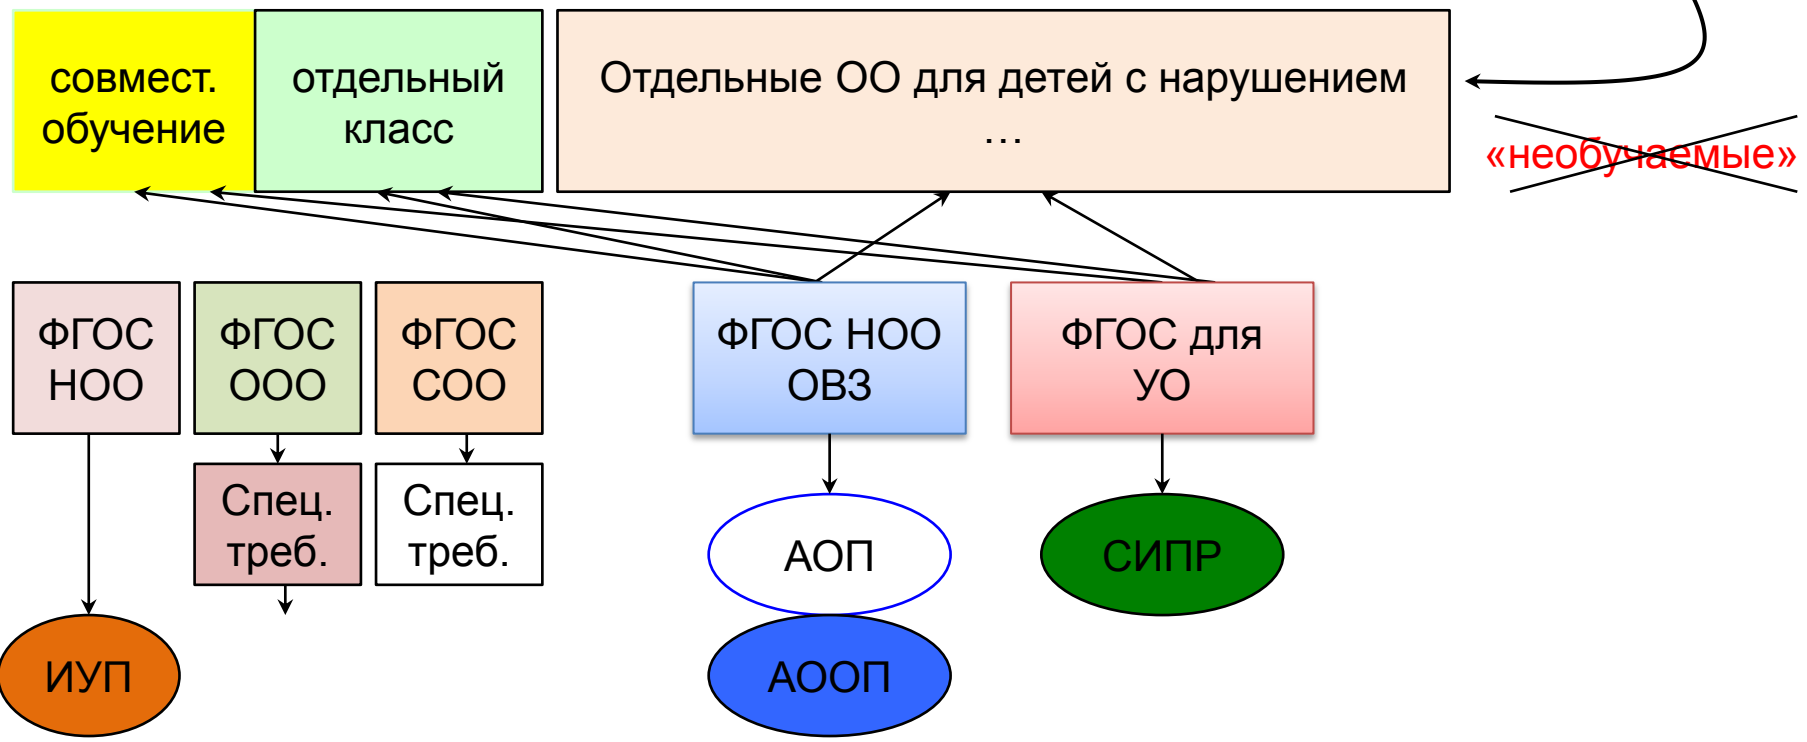 совмест.
обучение
отдельный
класс
Отдельные ОО для детей с нарушением
…
«необучаемые»
ФГОС
НОО
ФГОС
ООО
ФГОС
СОО
ФГОС НОО
ОВЗ
ФГОС для
УО
Спец.
треб.
Спец.
треб.
АОП
СИПР
ИУП
АООП